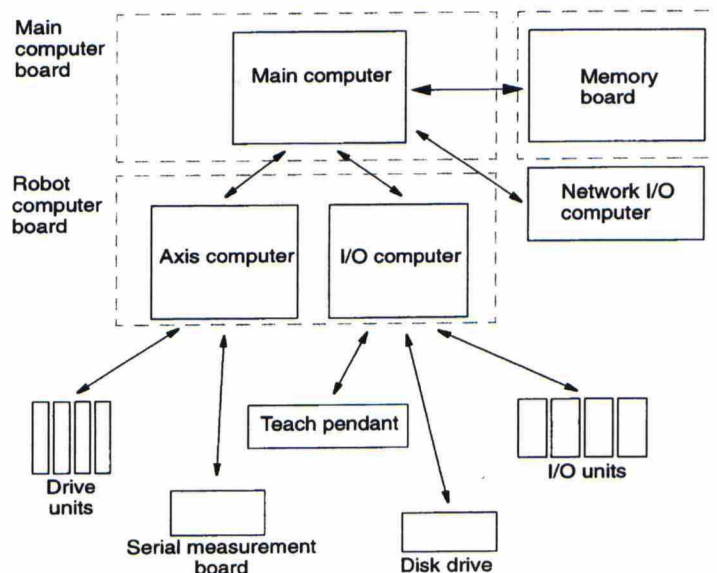 Main
computer
board
Main computer
Memory
board
Robot
computer
board
Network I/O
computer
Axis computer
I/O computer
Teach pendant
Drive
units
I/O units
Serial measurement
board
Disk drive